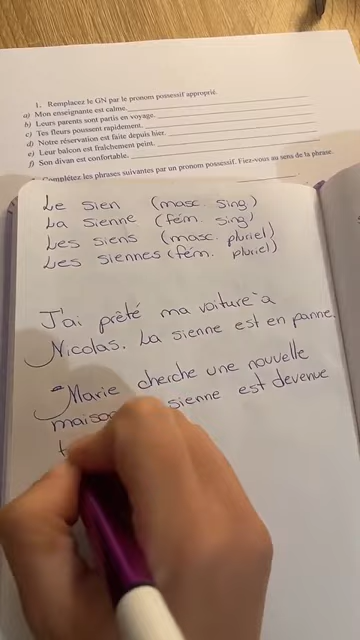 1. Remplacez le GN par le pronom possessif approprié.
a) Mon enseignante est calme.
b) Leurs parents sont partis en voyage.
c) Tes fleurs poussent rapidement.
d) Notre réservation est faite depuis hier.
e) Leur balcon est fraîchement peint.
f) Son divan est confortable.
Complétez les phrases suivantes par un pronom possessif. Fiez-vous au sens de la phrase.
Le sien (masc. sing)
La sienne (fém. sing)
Les siens (masc. pluriel)
Les siennes (fém. pluriel)
J'ai prêté ma voiture à
Nicolas. La sienne est en panne.
Marie cherche une nouvelle
maison sienne est devenue